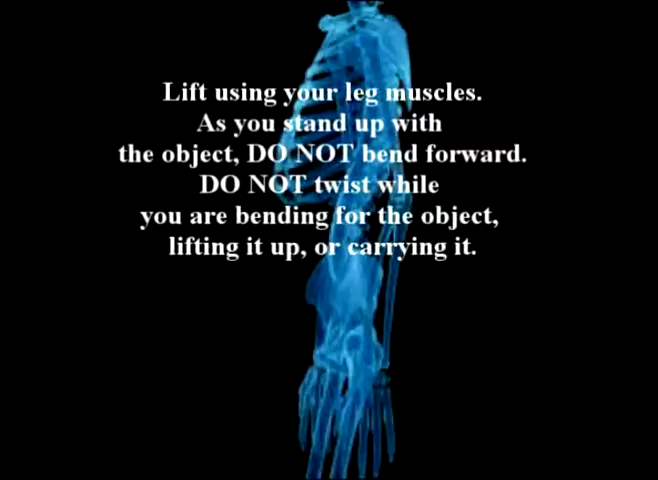 Lift using your leg muscles.
As you stand up with
the object, DO NOT bend forward.
DO NOT twist while
you are bending for the object,
lifting it up, or carrying it.